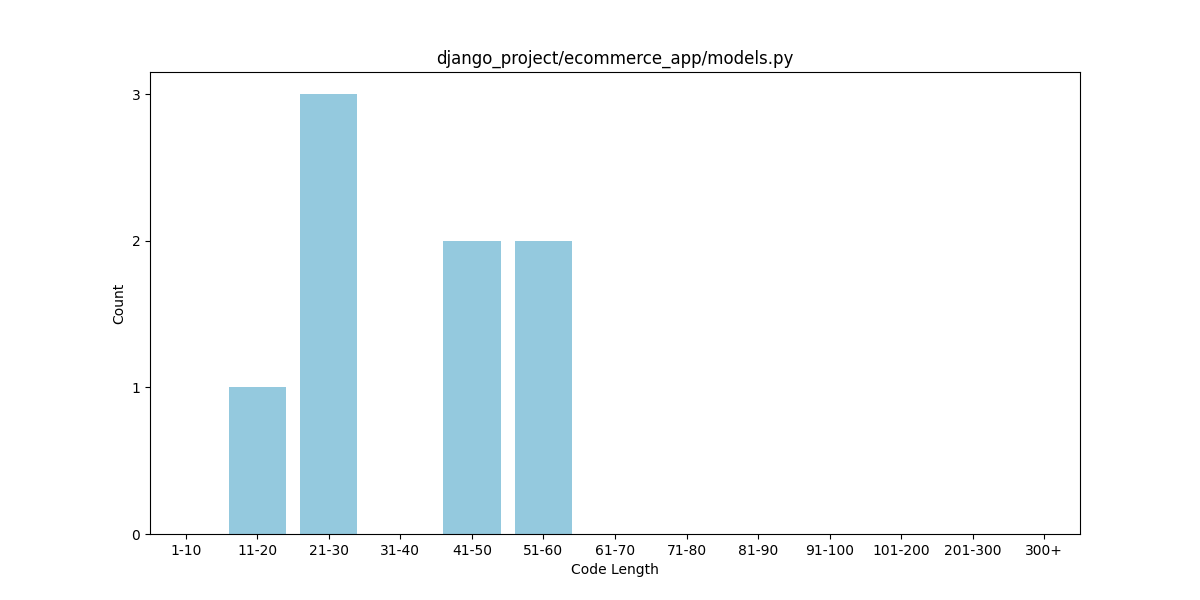 django_project/ecommerce_app/models.py
3
2
1
0
Count
1-10 11-20 21-30 31-40 41-50 51-60 61-70 71-80 81-90 91-100 101-200 201-300 300+
Code Length